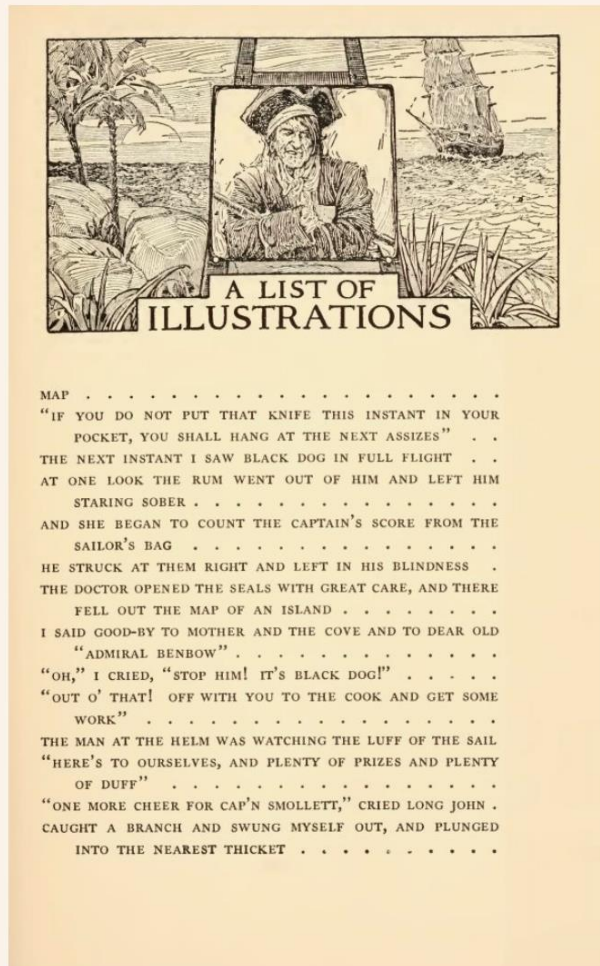 A LIST OF
ILLUSTRATIONS
MAP . . . . . . . . . . . . . . . . . . .
"IF YOU DO NOT PUT THAT KNIFE THIS INSTANT IN YOUR
POCKET, YOU SHALL HANG AT THE NEXT ASSIZES" . .
THE NEXT INSTANT I SAW BLACK DOG IN FULL FLIGHT . .
AT ONE LOOK THE RUM WENT OUT OF HIM AND LEFT HIM
STARING SOBER . . . . . . . . . . . . . .
AND SHE BEGAN TO COUNT THE CAPTAIN'S SCORE FROM THE
SAILOR'S BAG . . . . . . . . . . . . . .
HE STRUCK AT THEM RIGHT AND LEFT IN HIS BLINDNESS .
THE DOCTOR OPENED THE SEALS WITH GREAT CARE, AND THERE
FELL OUT THE MAP OF AN ISLAND . . . . . . . .
I SAID GOOD-BY TO MOTHER AND THE COVE AND TO DEAR OLD
"ADMIRAL BENBOW" . . . . . . . . . . . . .
"OH," I CRIED, "STOP HIM! IT'S BLACK DOG!" . . . . .
"OUT O' THAT! OFF WITH YOU TO THE COOK AND GET SOME
WORK" . . . . . . . . . . . . . . . . .
THE MAN AT THE HELM WAS WATCHING THE LUFF OF THE SAIL
"HERE'S TO OURSELVES, AND PLENTY OF PRIZES AND PLENTY
OF DUFF" . . . . . . . . . . . . . . .
"ONE MORE CHEER FOR CAP'N SMOLLETT," CRIED LONG JOHN .
CAUGHT A BRANCH AND SWUNG MYSELF OUT, AND PLUNGED
INTO THE NEAREST THICKET . . . . . . . . . .